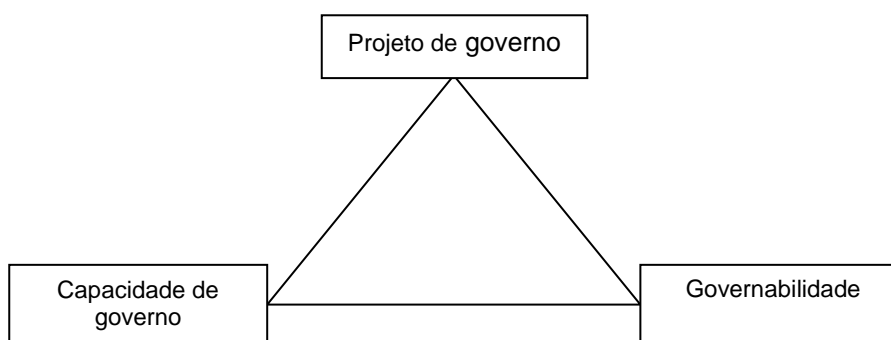 Projeto de governo
Capacidade de
governo
Governabilidade